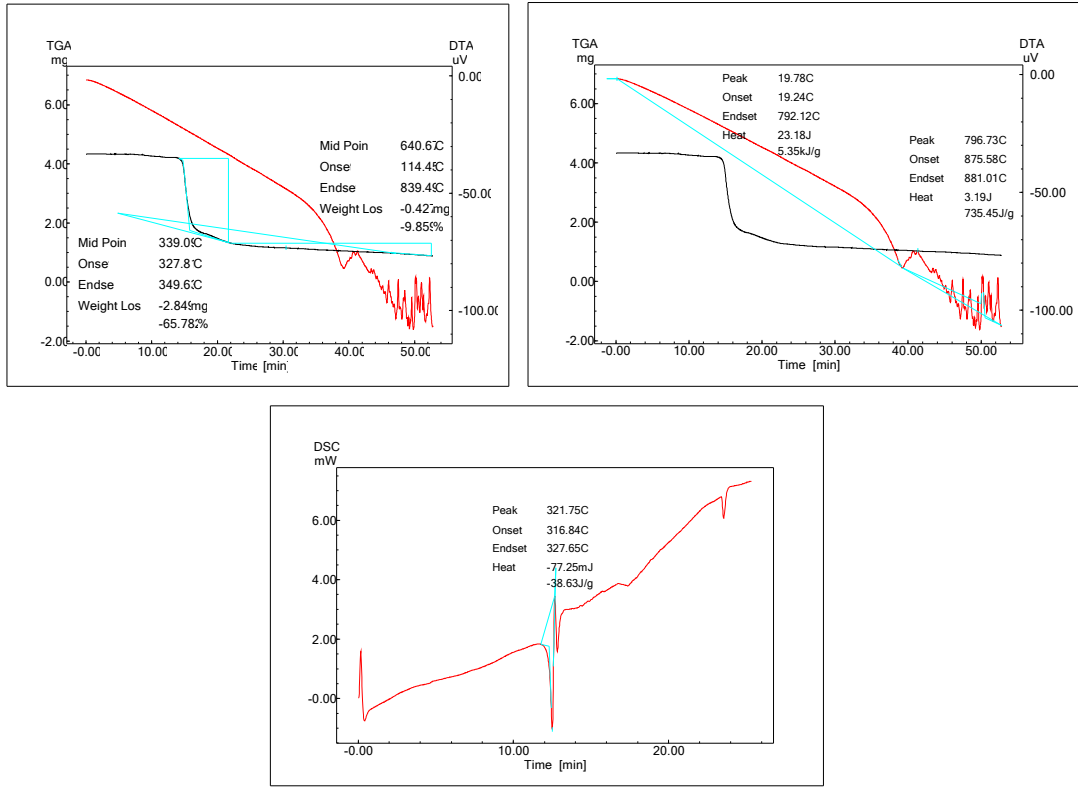 TGA
mg
DTA
uV
0.00
6.00
4.00
2.00
0.00
-2.00
-50.00
-100.00
Mid Poin 640.67C
Onse 114.45C
Endse 839.49C
Weight Los -0.427mg
-9.859%
Mid Poin 339.09C
Onse 327.81C
Endse 349.63C
Weight Los -2.849mg
-65.782%
-0.00 10.00 20.00 30.00 40.00 50.00
Time [min]
TGA
mg
DTA
uV
0.00
6.00
4.00
2.00
0.00
-2.00
-50.00
-100.00
Peak 19.78C
Onset 19.24C
Endset 792.12C
Heat 23.18J
5.35kJ/g
Peak 796.73C
Onset 875.58C
Endset 881.01C
Heat 3.19J
735.45J/g
-0.00 10.00 20.00 30.00 40.00 50.00
Time [min]
DSC
mW
6.00
4.00
2.00
-0.00
Peak 321.75C
Onset 316.84C
Endset 327.65C
Heat -77.25mJ
-38.63J/g
-0.00 10.00 20.00
Time [min]